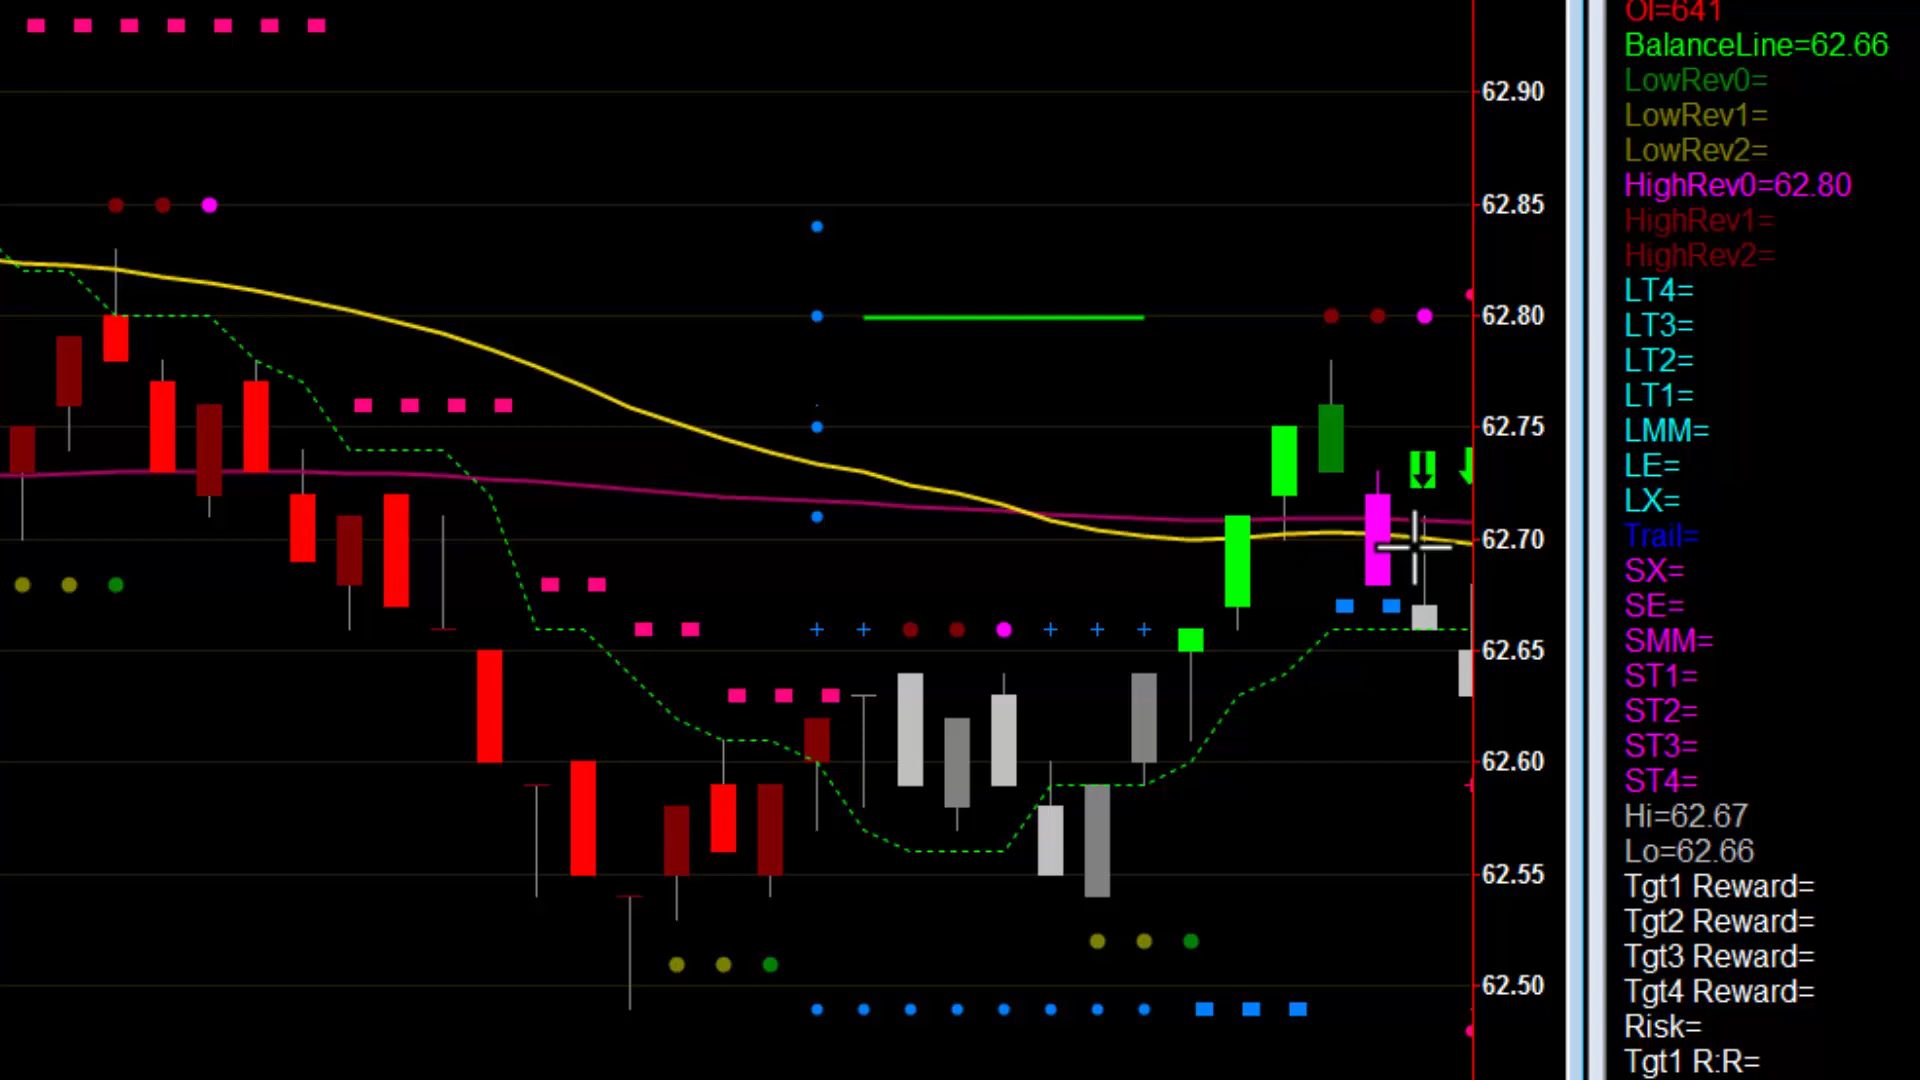 62.90
62.85
62.80
62.75
62.70
62.65
62.60
62.55
62.50
OI=641
BalanceLine=62.66
LowRev0=
LowRev1=
LowRev2=
HighRev0=62.80
HighRev1=
HighRev2=
LT4=
LT3=
LT2=
LT1=
LMM=
LE=
LX=
Trail=
SX=
SE=
SMM=
ST1=
ST2=
ST3=
ST4=
Hi=62.67
Lo=62.66
Tgt1 Reward=
Tgt2 Reward=
Tgt3 Reward=
Tgt4 Reward=
Risk=
Tgt1 R:R=